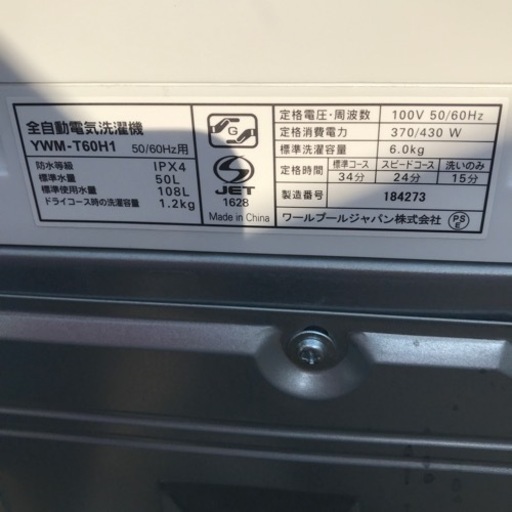 全自動電気洗濯機
YWM-T60H1 50/60Hz用
防水等級 IPX4
標準水量 50L
標準使用水量 108L
ドライコース時の洗濯容量 1.2kg
G
S
JET
1628
Made in China
定格電圧・周波数 100V 50/60Hz
定格消費電力 370/430 W
標準洗濯容量 6.0kg
定格時間 標準コース スピードコース 洗いのみ
34分 24分 15分
製造番号 184273
ワールプールジャパン株式会社 PSE